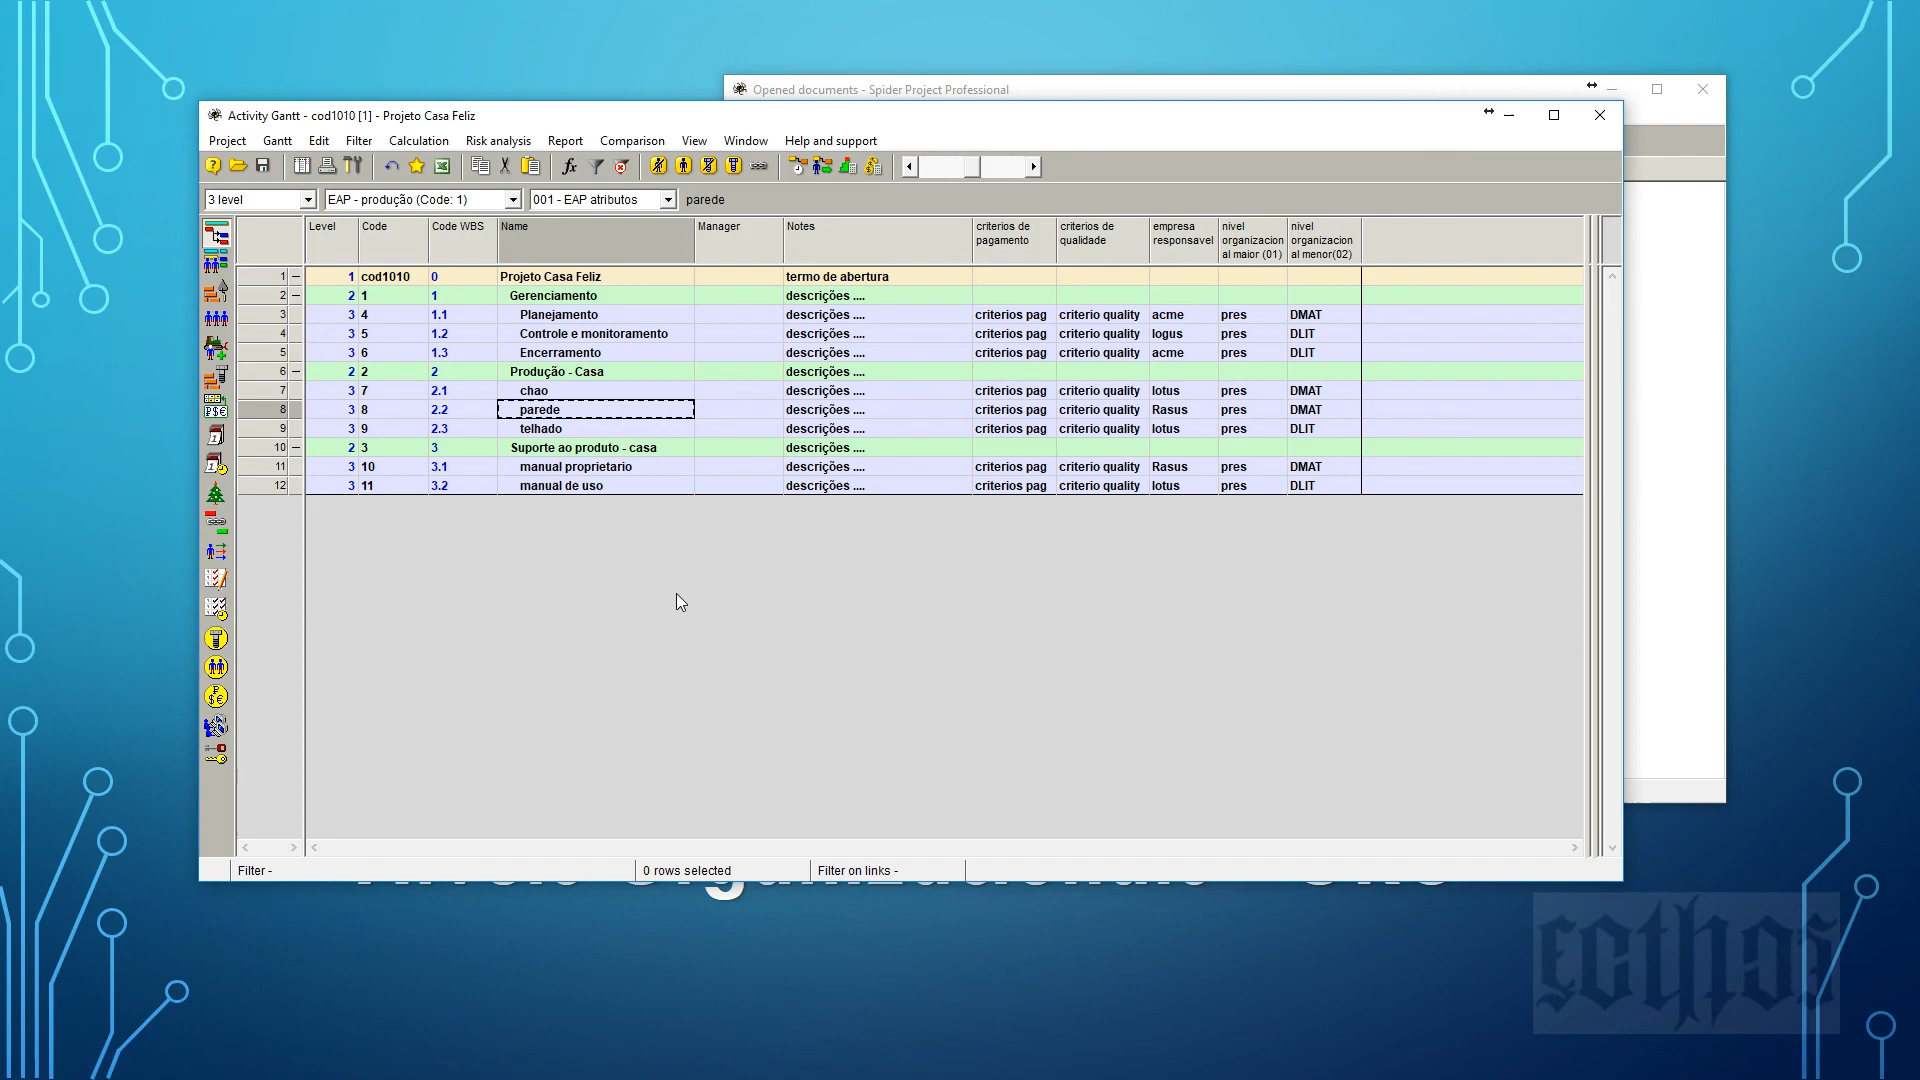 Opened documents - Spider Project Professional
Activity Gantt - cod1010 [1] - Projeto Casa Feliz
Project Gantt Edit Filter Calculation Risk analysis Report Comparison View Window Help and support
3 level EAP - produção (Code: 1) 001 - EAP atributos parede
Level Code Code WBS Name Manager Notes criterios de pagamento criterios de qualidade empresa responsavel nivel organizacion al maior (01) nivel organizacion al menor(02)
1 1 cod1010 0 Projeto Casa Feliz termo de abertura
2 2 1 1 Gerenciamento descrições ....
3 3 4 1.1 Planejamento descrições .... criterios pag criterio quality acme pres DMAT
4 3 5 1.2 Controle e monitoramento descrições .... criterios pag criterio quality logus pres DLIT
5 3 6 1.3 Encerramento descrições .... criterios pag criterio quality acme pres DLIT
6 2 2 2 Produção - Casa descrições ....
7 3 7 2.1 chao descrições .... criterios pag criterio quality lotus pres DMAT
8 3 8 2.2 parede descrições .... criterios pag criterio quality Rasus pres DMAT
9 3 9 2.3 telhado descrições .... criterios pag criterio quality lotus pres DLIT
10 2 3 3 Suporte ao produto - casa descrições ....
11 3 10 3.1 manual proprietario descrições .... criterios pag criterio quality Rasus pres DMAT
12 3 11 3.2 manual de uso descrições .... criterios pag criterio quality lotus pres DLIT
Filter - 0 rows selected Filter on links -